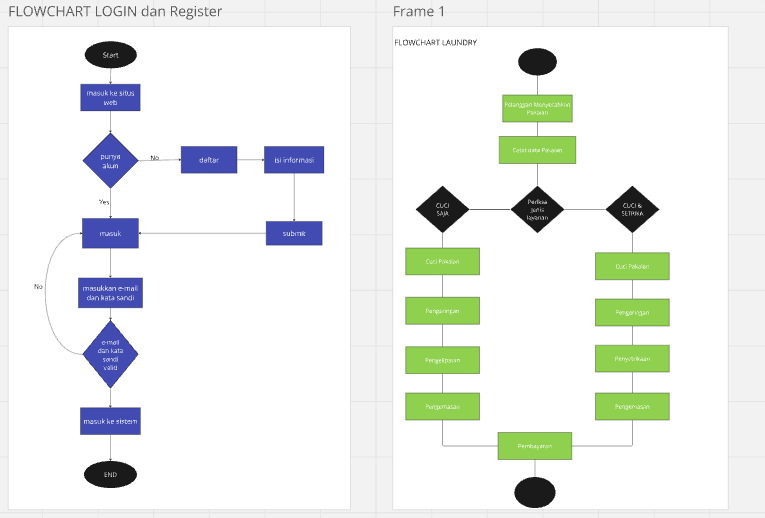 FLOWCHART LOGIN dan Register
Start
masuk ke situs
web
punya
akun
No
daftar
isi informasi
Yes
masuk
submit
No
masukkan e-mail
dan kata sandi
e-mail
dan kata
sandi
valid
masuk ke sistem
END
Frame 1
FLOWCHART LAUNDRY
Pelanggan Menyerahkan
Pakaian
Catat data Pakaian
CUCI
SAJA
Periksa
jenis
layanan
CUCI &
SETRIKA
Cuci Pakaian
Pengeringan
Pengelipatan
Pengemasan
Cuci Pakaian
Pengeringan
Penyetrikaan
Pengemasan
Pembayaran